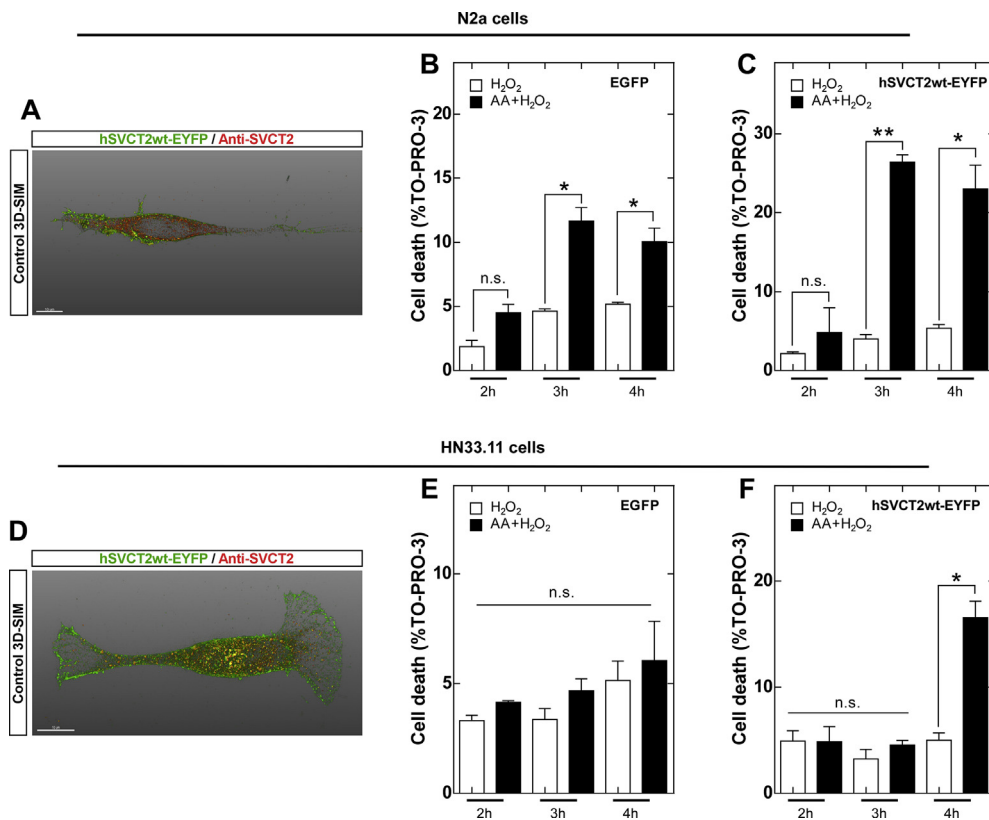 N2a cells
A
hSVCT2wt-EYFP / Anti-SVCT2
Control 3D-SIM
B
H₂O₂
AA+H₂O₂
EGFP
Cell death (%TO-PRO-3)
20
15
10
5
0
n.s.
*
*
2h
3h
4h
C
H₂O₂
AA+H₂O₂
hSVCT2wt-EYFP
Cell death (%TO-PRO-3)
30
20
10
0
n.s.
**
*
2h
3h
4h
HN33.11 cells
D
hSVCT2wt-EYFP / Anti-SVCT2
Control 3D-SIM
E
H₂O₂
AA+H₂O₂
EGFP
Cell death (%TO-PRO-3)
10
5
0
n.s.
2h
3h
4h
F
H₂O₂
AA+H₂O₂
hSVCT2wt-EYFP
Cell death (%TO-PRO-3)
20
10
0
n.s.
*
2h
3h
4h